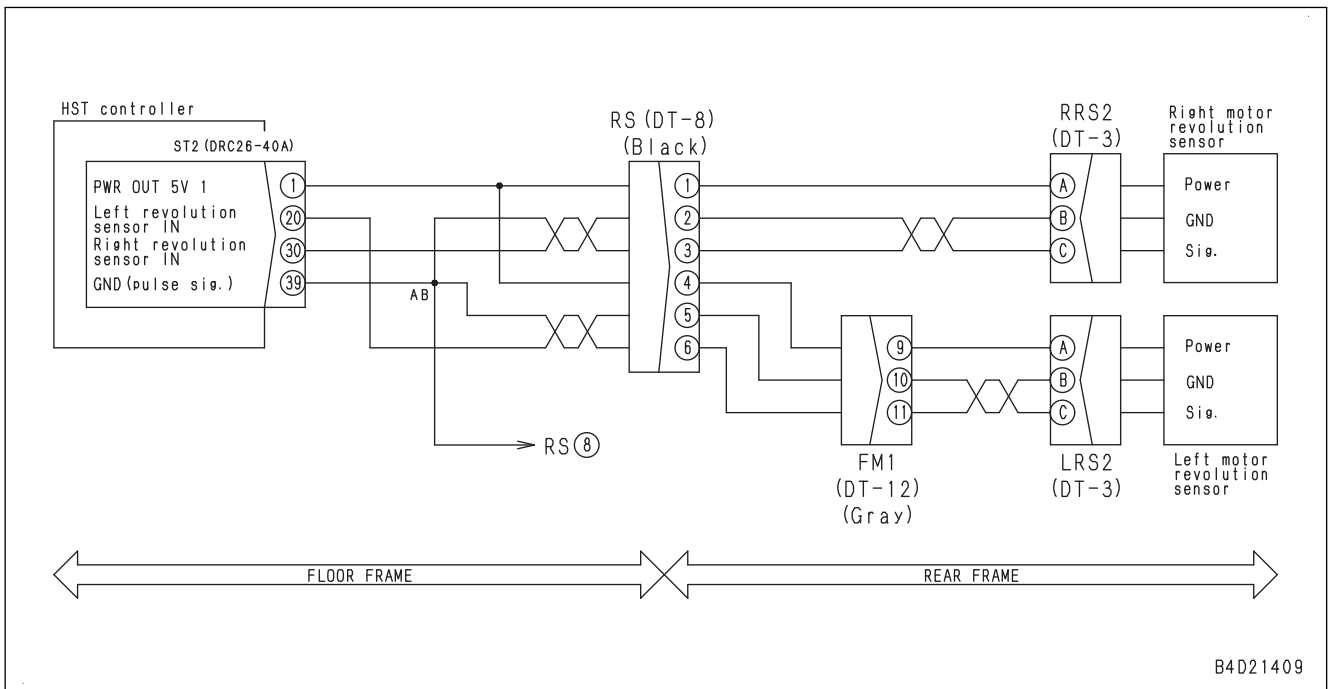 HST controller
ST2 (DRC26-40A)
PWR OUT 5V 1
1
Left revolution
sensor IN
20
Right revolution
sensor IN
30
GND (pulse sig.)
39
AB
RS 8
RS (DT-8)
(Black)
1
2
3
4
5
6
RRS2
(DT-3)
A
B
C
Right motor
revolution
sensor
Power
GND
Sig.
9
10
11
FM1
(DT-12)
(Gray)
A
B
C
LRS2
(DT-3)
Power
GND
Sig.
Left motor
revolution
sensor
FLOOR FRAME
REAR FRAME
B4D21409